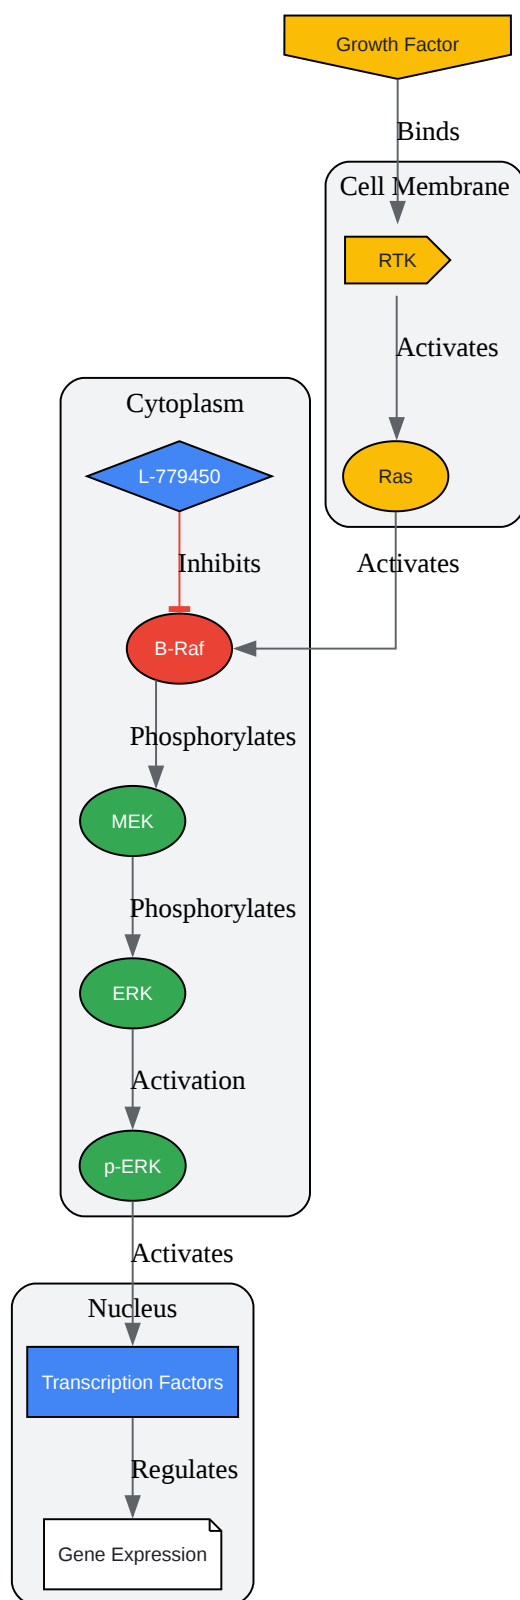 Growth Factor
Binds
Cell Membrane
RTK
Activates
Cytoplasm
L-779450
Ras
Inhibits
Activates
B-Raf
Phosphorylates
MEK
Phosphorylates
ERK
Activation
p-ERK
Activates
Nucleus
Transcription Factors
Regulates
Gene Expression